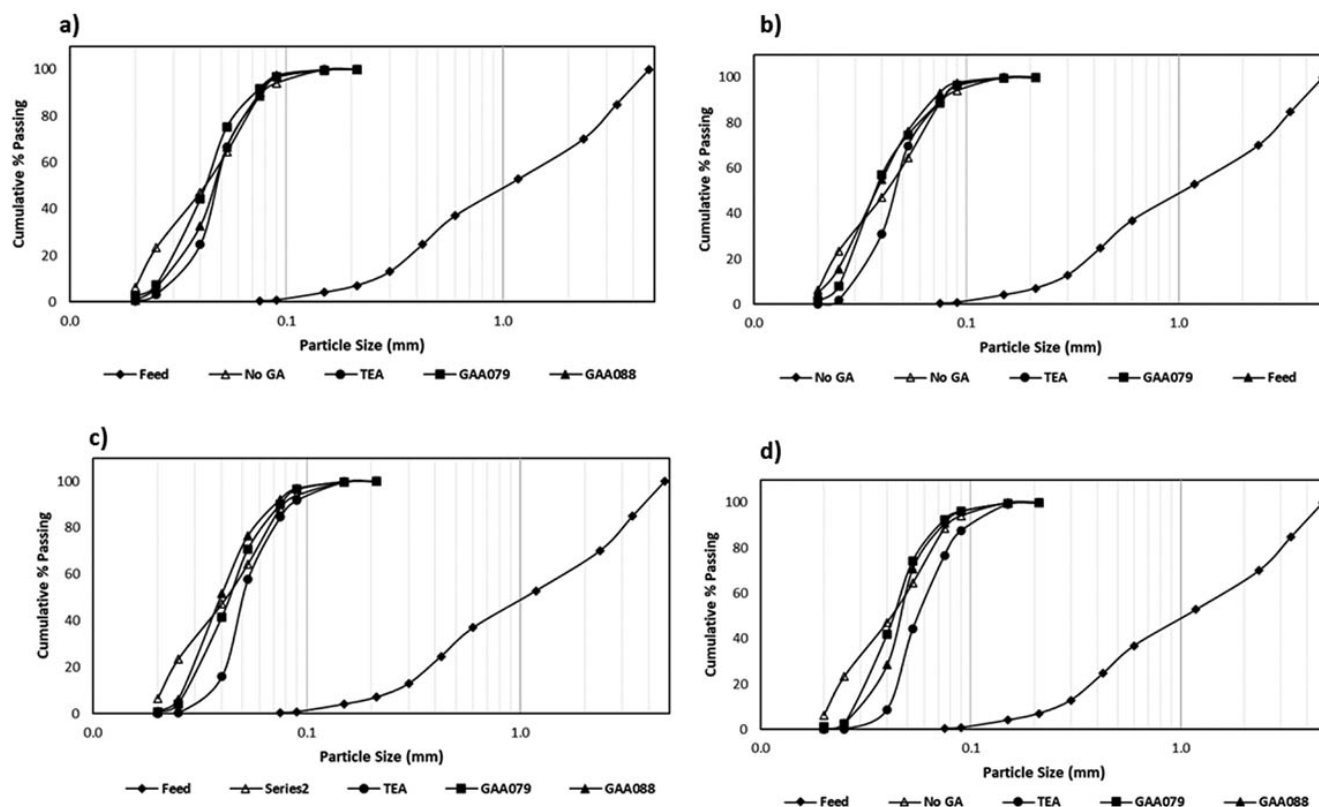 a)
100
80
60
40
20
0
Cumulative % Passing
0.0 0.1 1.0
Particle Size (mm)
Feed No GA TEA GAA079 GAA088
b)
100
80
60
40
20
0
Cumulative % Passing
0.0 0.1 1.0
Particle Size (mm)
No GA No GA TEA GAA079 Feed
c)
100
80
60
40
20
0
Cumulative % Passing
0.0 0.1 1.0
Particle Size (mm)
Feed Series2 TEA GAA079 GAA088
d)
100
80
60
40
20
0
Cumulative % Passing
0.0 0.1 1.0
Particle Size (mm)
Feed No GA TEA GAA079 GAA088